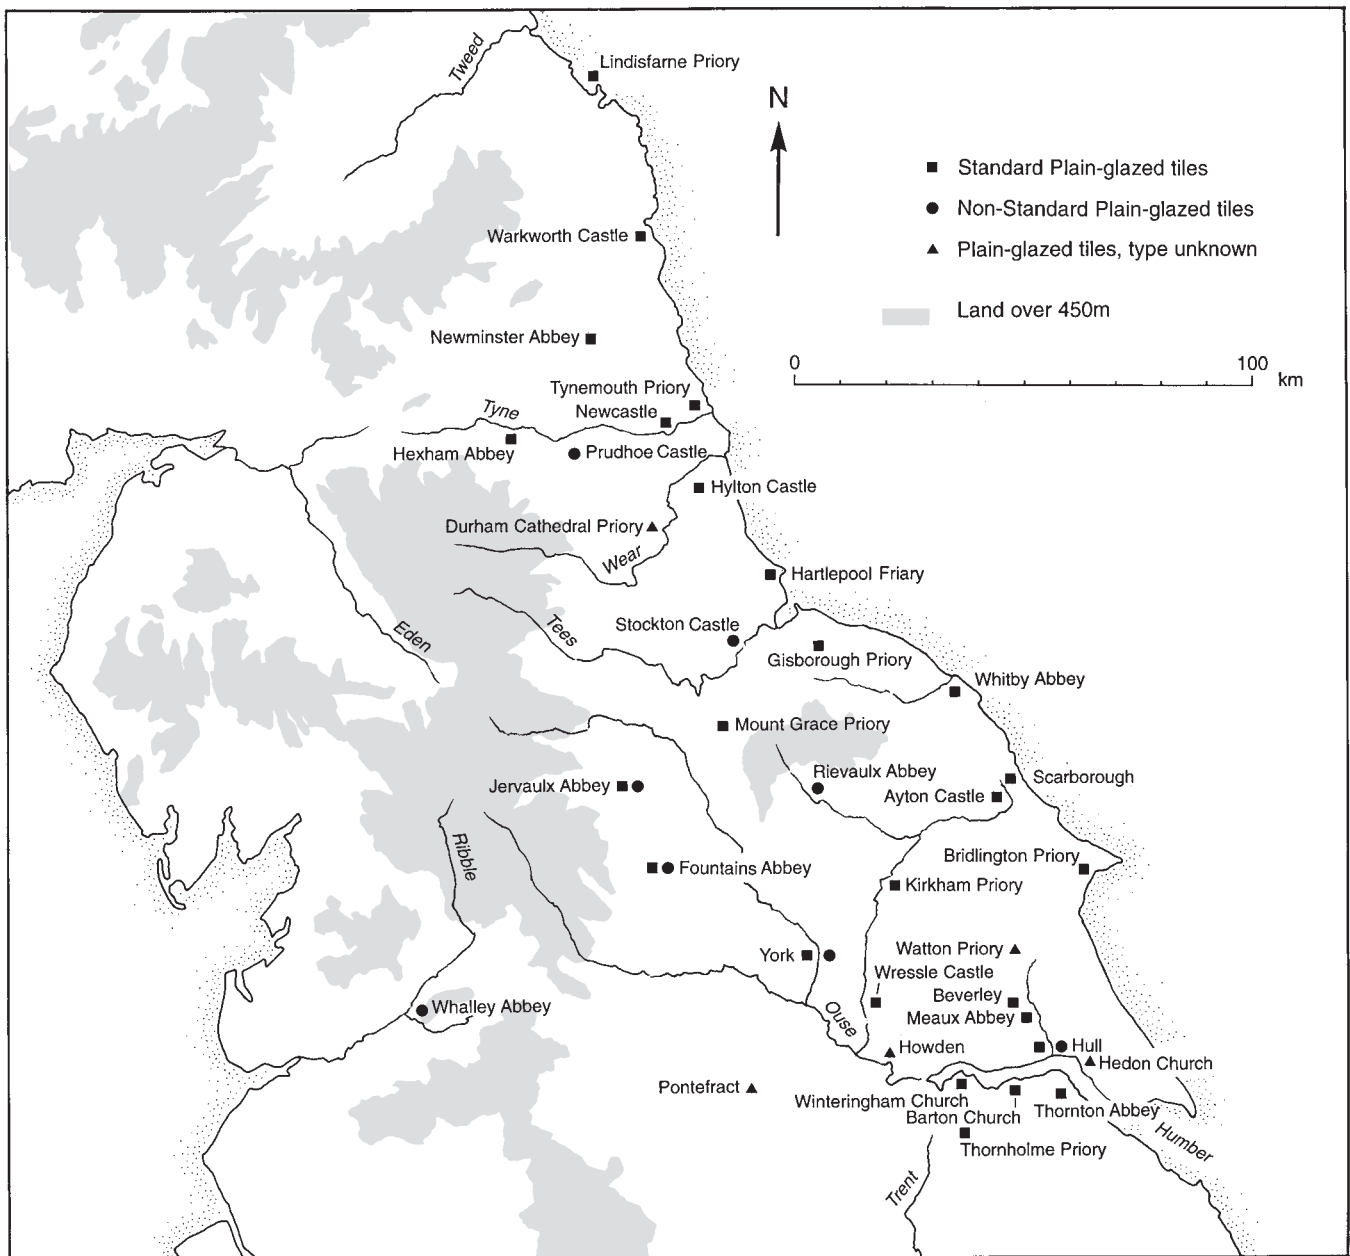 Tweed
Lindisfarne Priory
N
Standard Plain-glazed tiles
Non-Standard Plain-glazed tiles
Plain-glazed tiles, type unknown
Land over 450m
0 100
km
Warkworth Castle
Newminster Abbey
Tynemouth Priory
Newcastle
Tyne
Hexham Abbey
Prudhoe Castle
Hylton Castle
Durham Cathedral Priory
Wear
Hartlepool Friary
Stockton Castle
Tees
Eden
Gisborough Priory
Whitby Abbey
Mount Grace Priory
Rievaulx Abbey
Scarborough
Jervaulx Abbey
Ayton Castle
Ribble
Bridlington Priory
Fountains Abbey
Kirkham Priory
Watton Priory
York
Wressle Castle
Beverley
Whalley Abbey
Meaux Abbey
Ouse
Howden
Hull
Hedon Church
Pontefract
Winteringham Church
Barton Church
Thornton Abbey
Humber
Thornholme Priory
Trent